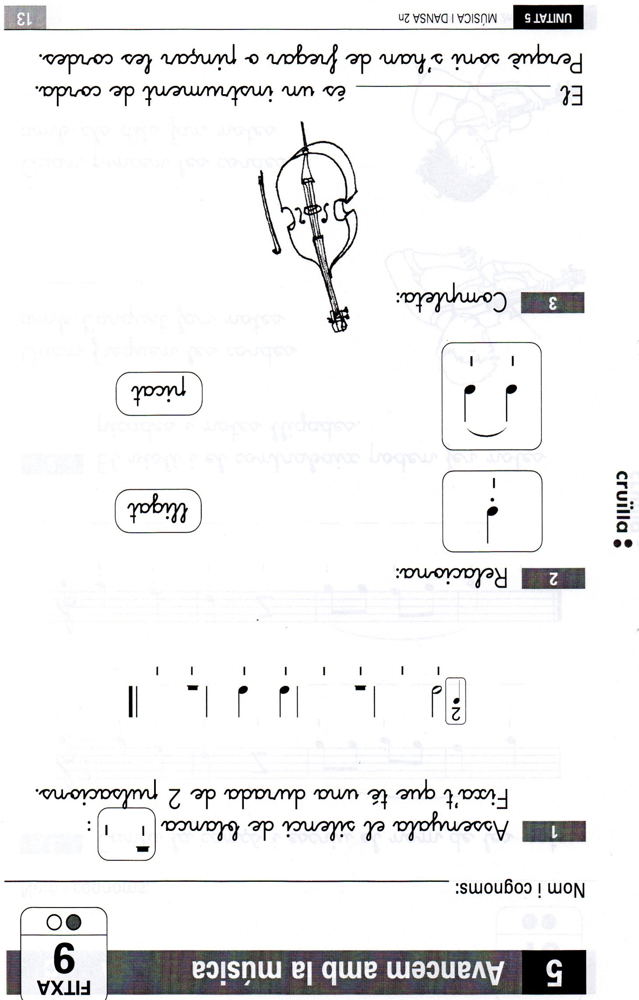 5 Avancem amb la música
FITXA
9
Nom i cognoms:
1 Assenyala el silenci de blanca :
Fixa't que té una durada de 2 pulsacions.
2
2 Relaciona:
lligat
picat
3 Completa:
El ____ és un instrument de corda.
Perquè soni s'han de fregar o pinçar les cordes.
UNITAT 5 MÚSICA I DANSA 2n
13
cruïlla